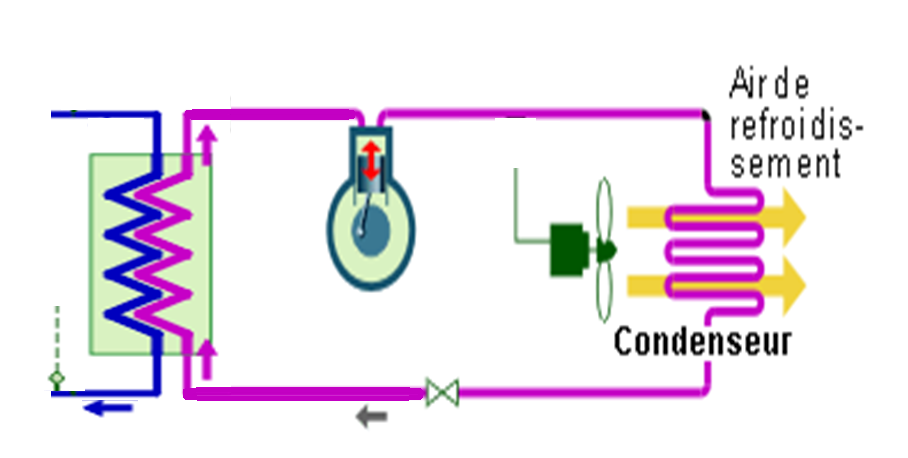 Air de
refroidis-
sement
Condenseur